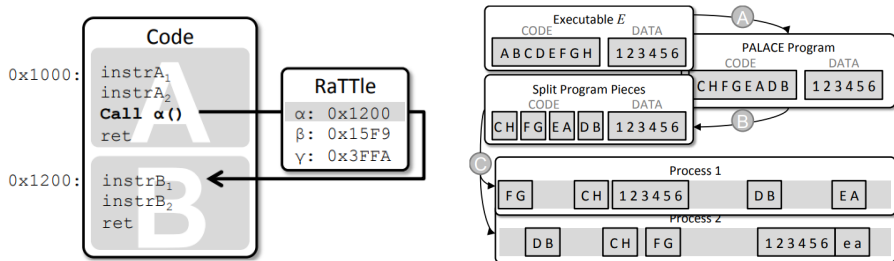 Code
A
0x1000:
instrA₁
instrA₂
Call α()
ret
0x1200:
B
instrB₁
instrB₂
ret
RaTTle
α: 0x1200
β: 0x15F9
γ: 0x3FFA
Executable E
CODE DATA
A B C D E F G H 1 2 3 4 5 6
A
PALACE Program
CODE DATA
C H F G E A D B 1 2 3 4 5 6
Split Program Pieces
CODE DATA
C H F G E A D B 1 2 3 4 5 6
B
C
Process 1
F G C H 1 2 3 4 5 6 D B E A
Process 2
D B C H F G 1 2 3 4 5 6 e a